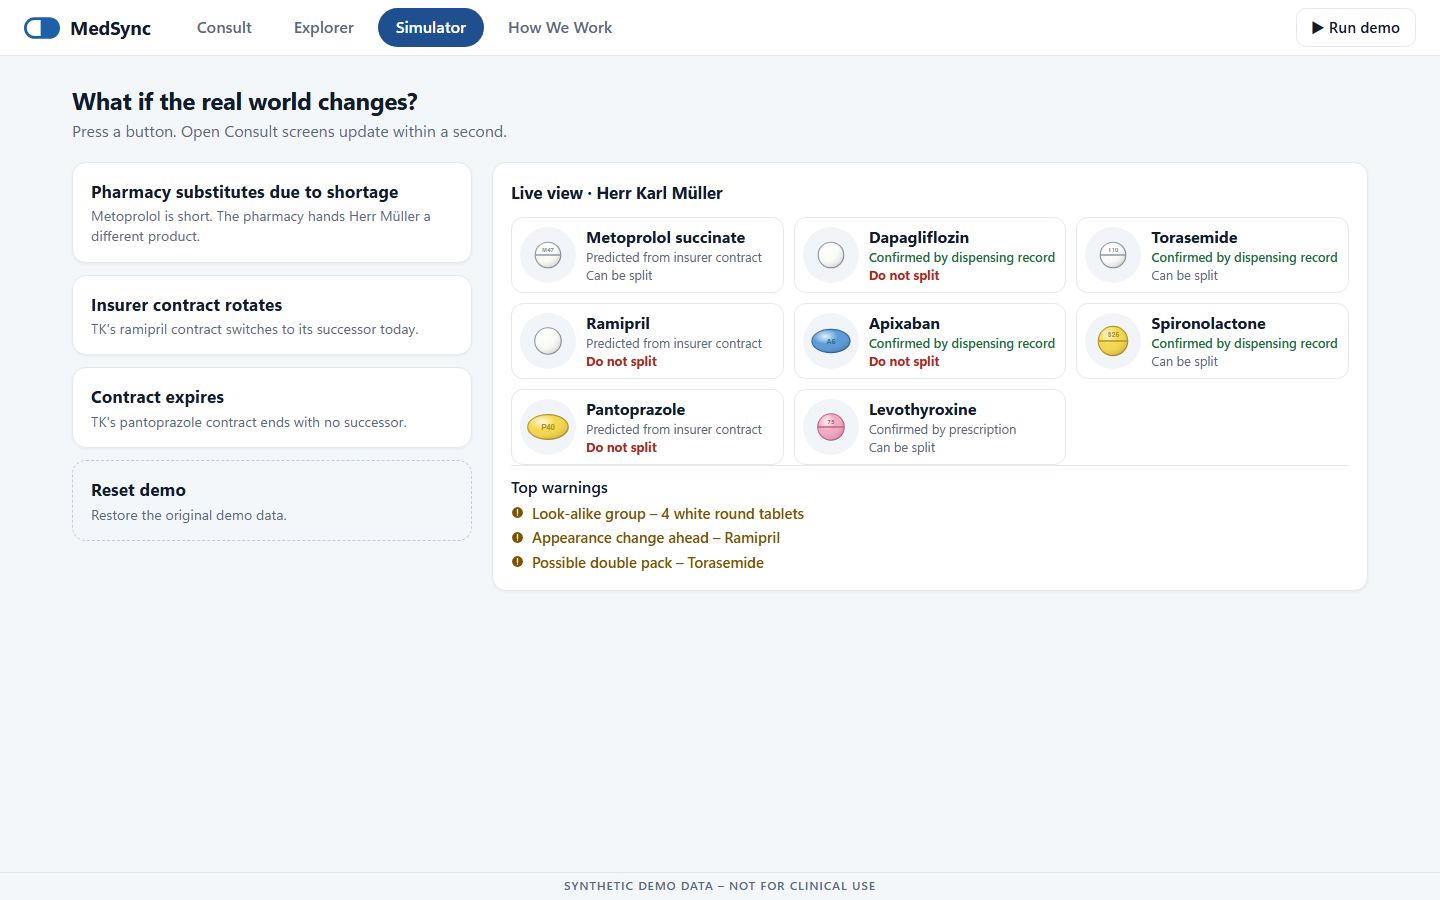 MedSync
Consult
Explorer
Simulator
How We Work
▶ Run demo
What if the real world changes?
Press a button. Open Consult screens update within a second.
Pharmacy substitutes due to shortage
Metoprolol is short. The pharmacy hands Herr Müller a
different product.
Insurer contract rotates
TK's ramipril contract switches to its successor today.
Contract expires
TK's pantoprazole contract ends with no successor.
Reset demo
Restore the original demo data.
Live view · Herr Karl Müller
M47
Metoprolol succinate
Predicted from insurer contract
Can be split
Dapagliflozin
Confirmed by dispensing record
Do not split
Torasemide
Confirmed by dispensing record
Can be split
Ramipril
Predicted from insurer contract
Do not split
A6
Apixaban
Confirmed by dispensing record
Do not split
Spironolactone
Confirmed by dispensing record
Can be split
P40
Pantoprazole
Predicted from insurer contract
Do not split
75
Levothyroxine
Confirmed by prescription
Can be split
Top warnings
Look-alike group – 4 white round tablets
Appearance change ahead – Ramipril
Possible double pack – Torasemide
SYNTHETIC DEMO DATA – NOT FOR CLINICAL USE